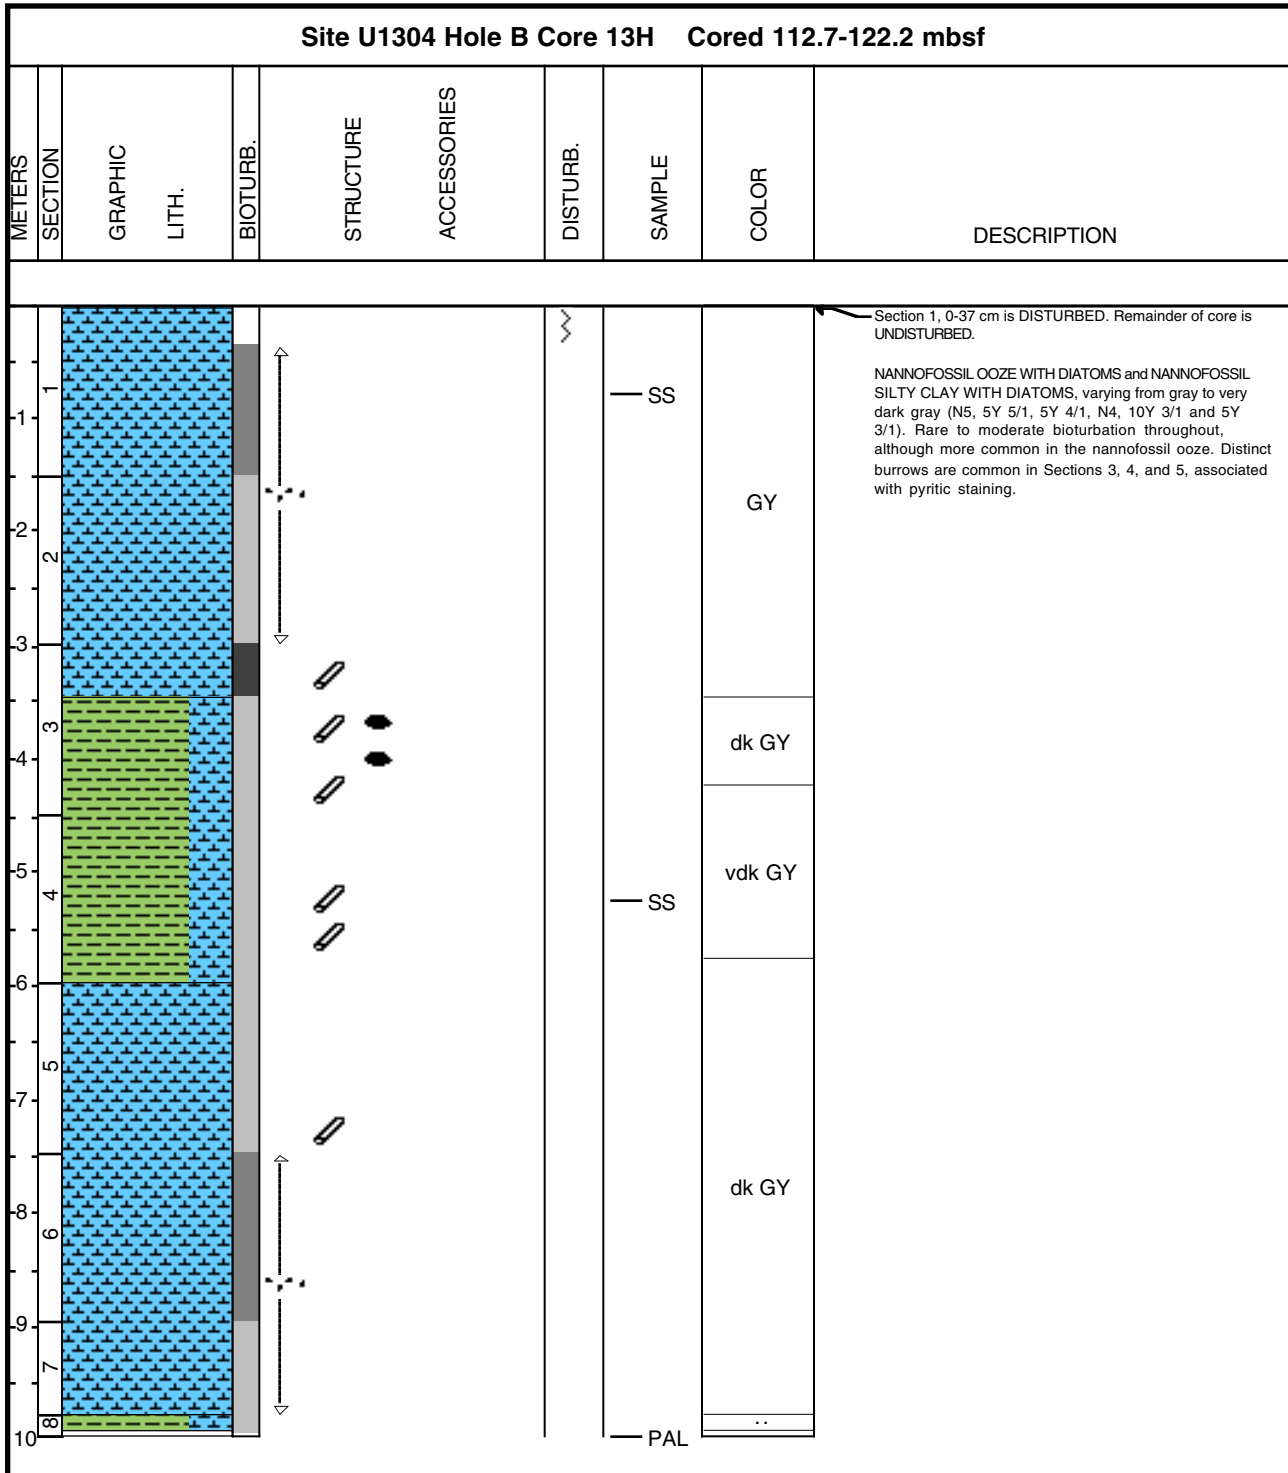 Site U1304 Hole B Core 13H Cored 112.7-122.2 mbsf
METERS
SECTION
GRAPHIC
LITH.
BIOTURB.
STRUCTURE
ACCESSORIES
DISTURB.
SAMPLE
COLOR
DESCRIPTION
Section 1, 0-37 cm is DISTURBED. Remainder of core is
UNDISTURBED.
NANNOFOSSIL OOZE WITH DIATOMS and NANNOFOSSIL
SILTY CLAY WITH DIATOMS, varying from gray to very
dark gray (N5, 5Y 5/1, 5Y 4/1, N4, 10Y 3/1 and 5Y
3/1). Rare to moderate bioturbation throughout,
although more common in the nannofossil ooze. Distinct
burrows are common in Sections 3, 4, and 5, associated
with pyritic staining.
1
SS
1
GY
2
2
3
3
dk GY
4
vdk GY
5
4
SS
6
5
7
dk GY
8
6
9
7
8
10
PAL